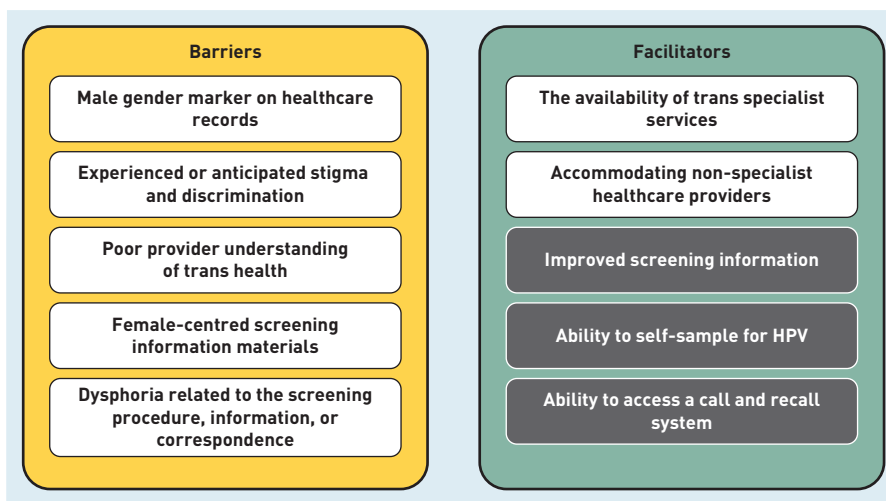 Barriers
Male gender marker on healthcare
records
Experienced or anticipated stigma
and discrimination
Poor provider understanding
of trans health
Female-centred screening
information materials
Dysphoria related to the screening
procedure, information, or
correspondence
Facilitators
The availability of trans specialist
services
Accommodating non-specialist
healthcare providers
Improved screening information
Ability to self-sample for HPV
Ability to access a call and recall
system